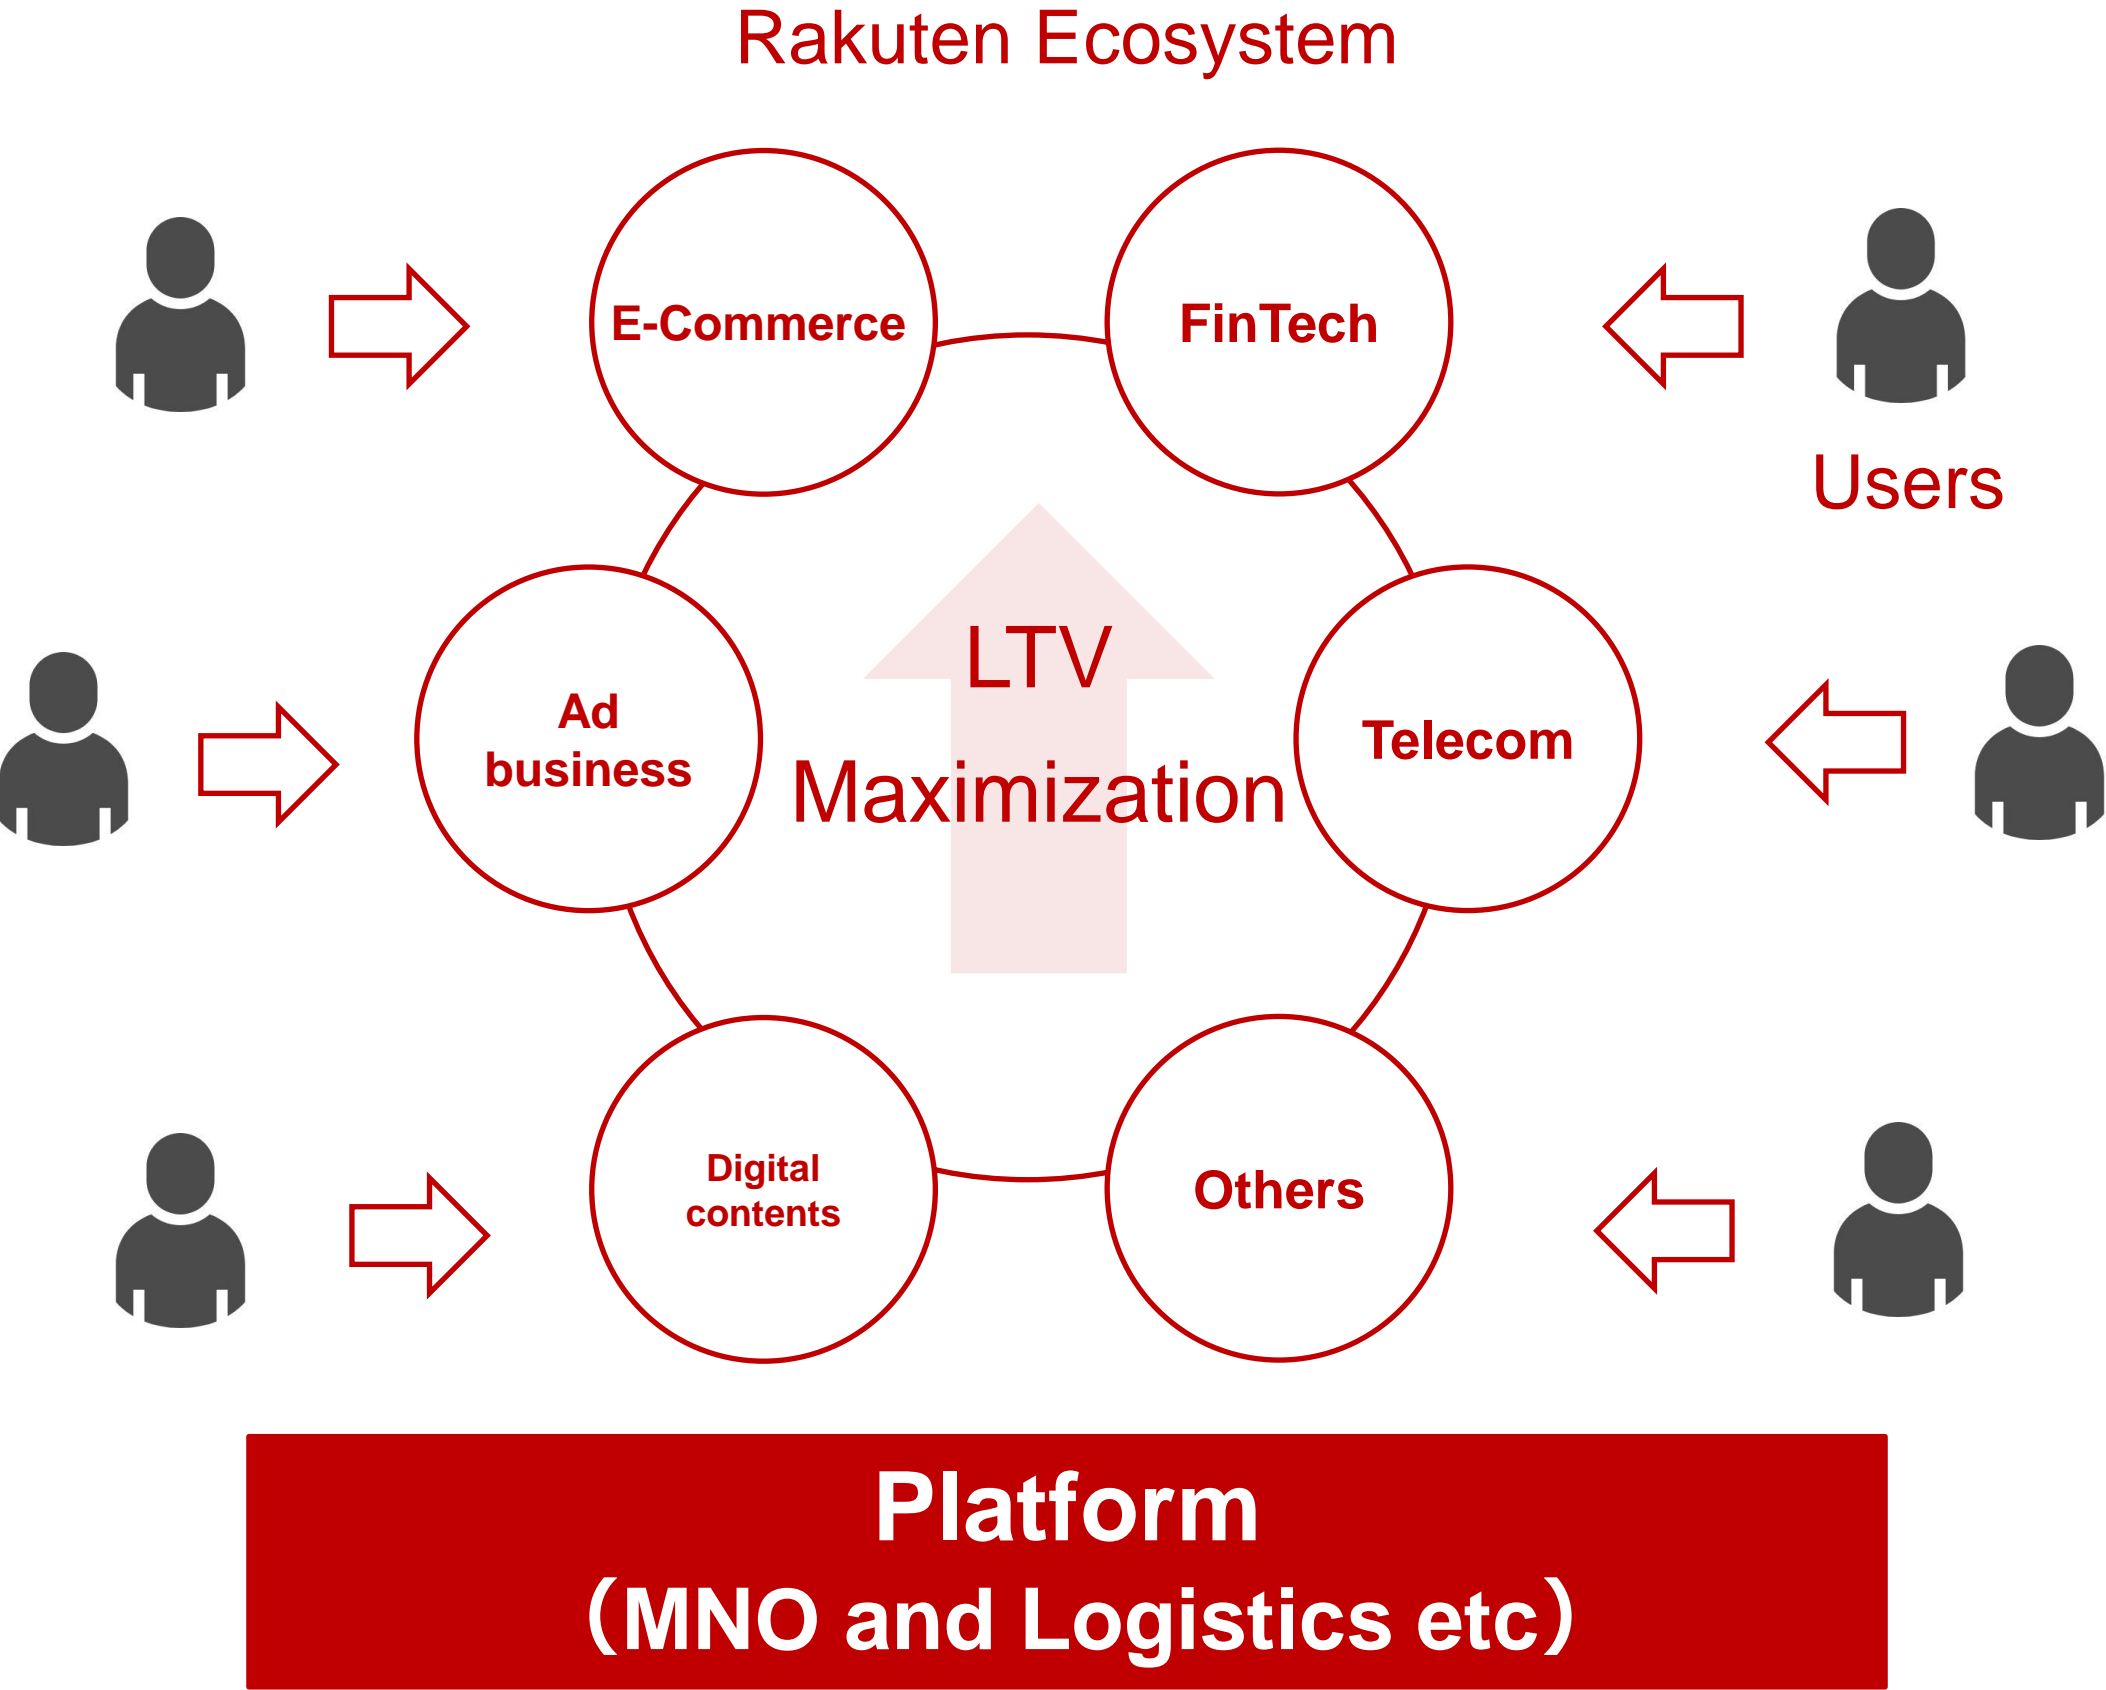 Rakuten Ecosystem
E-Commerce
FinTech
Users
LTV
Maximization
Ad
business
Telecom
Digital
contents
Others
Platform
（MNO and Logistics etc）